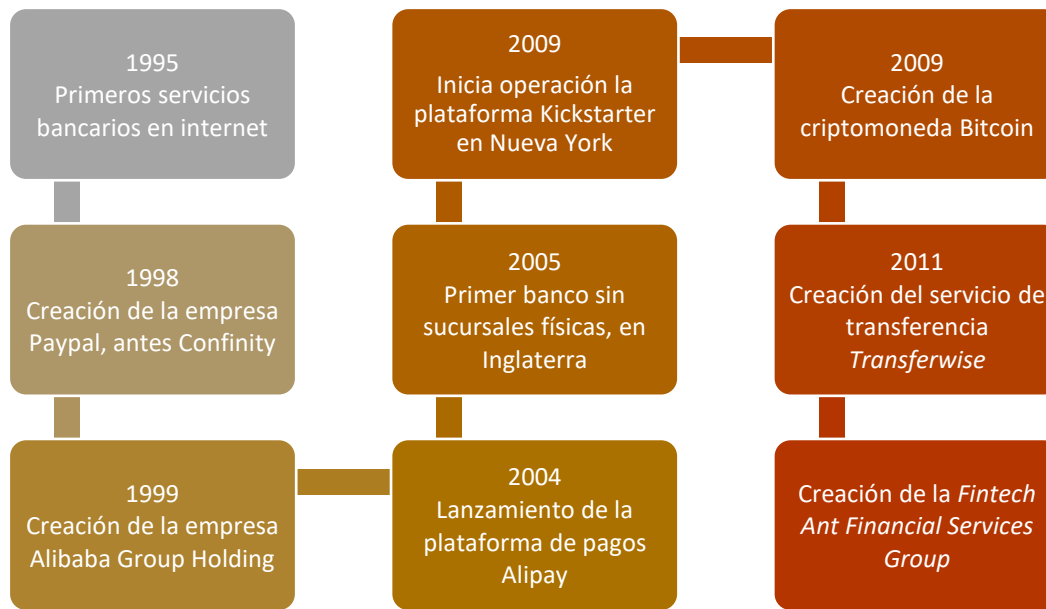 1995
Primeros servicios
bancarios en internet
1998
Creación de la empresa
Paypal, antes Confinity
1999
Creación de la empresa
Alibaba Group Holding
2004
Lanzamiento de la
plataforma de pagos
Alipay
2005
Primer banco sin
sucursales físicas, en
Inglaterra
2009
Inicia operación la
plataforma Kickstarter
en Nueva York
2009
Creación de la
criptomoneda Bitcoin
2011
Creación del servicio de
transferencia
Transferwise
Creación de la Fintech
Ant Financial Services
Group